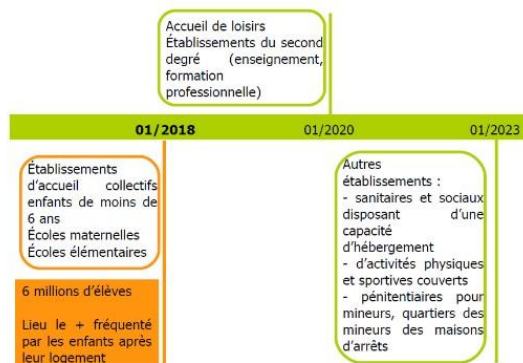 Accueil de loisirs
Établissements du second
degré (enseignement,
formation
professionnelle)
01/2018 01/2020 01/2023
Établissements
d'accueil collectifs
enfants de moins de
6 ans
Écoles maternelles
Écoles élémentaires
6 millions d'élèves
Lieu le + fréquenté
par les enfants après
leur logement
Autres
établissements :
- sanitaires et sociaux
disposant d'une
capacité
d'hébergement
- d'activités physiques
et sportives couverts
- pénitentiaires pour
mineurs, quartiers des
mineurs des maisons
d'arrêts